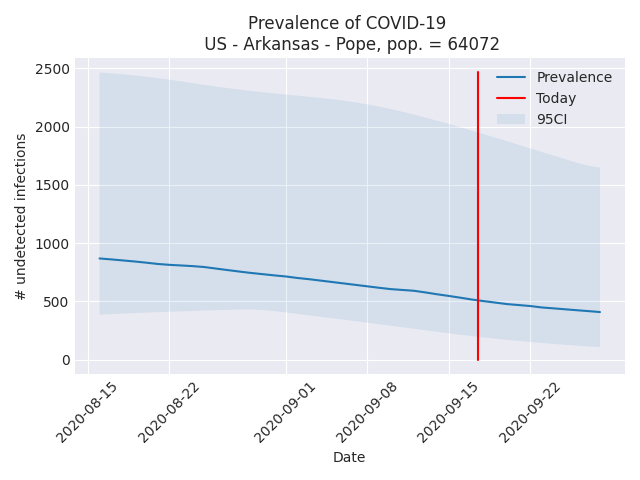 Prevalence of COVID-19
US - Arkansas - Pope, pop. = 64072
Prevalence
Today
95CI
# undetected infections
2500
2000
1500
1000
500
0
2020-08-15
2020-08-22
2020-09-01
2020-09-08
2020-09-15
2020-09-22
Date